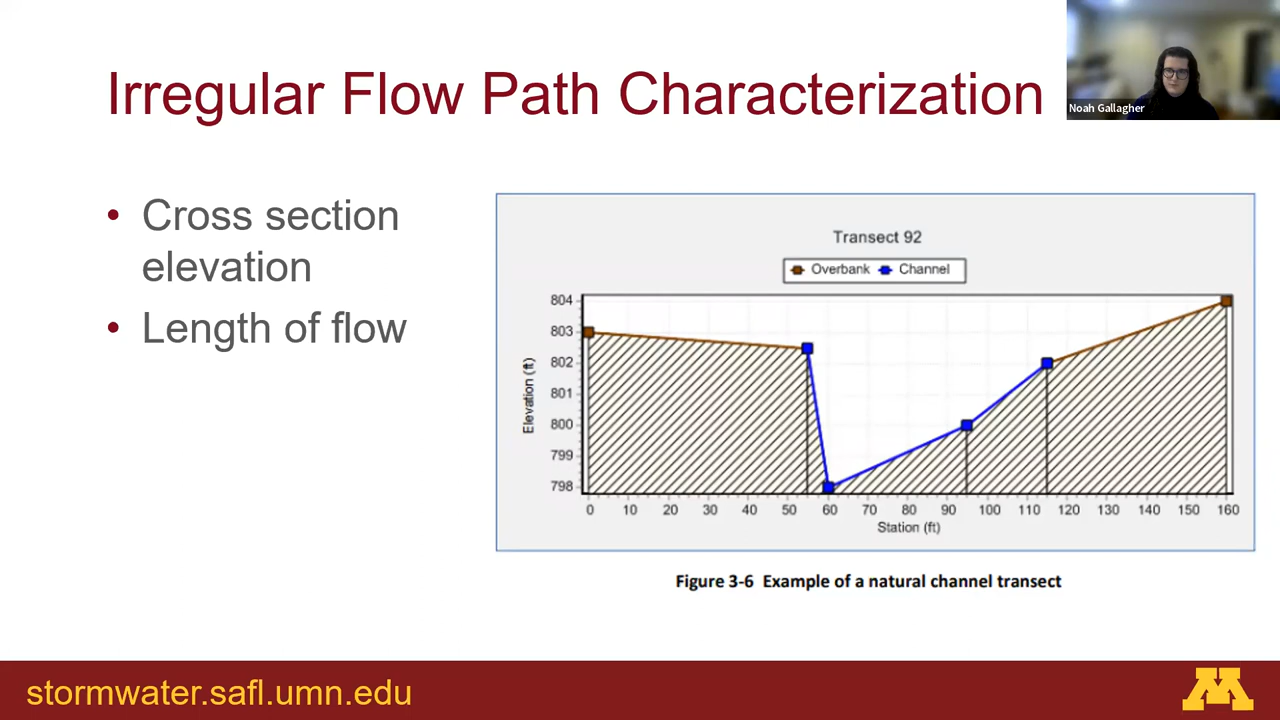 Irregular Flow Path Characterization
Noah Gallagher
• Cross section
elevation
• Length of flow
Transect 92
Overbank Channel
804
803
802
801
800
799
798
Elevation (ft)
0 10 20 30 40 50 60 70 80 90 100 110 120 130 140 150 160
Station (ft)
Figure 3-6 Example of a natural channel transect
stormwater.safl.umn.edu
M